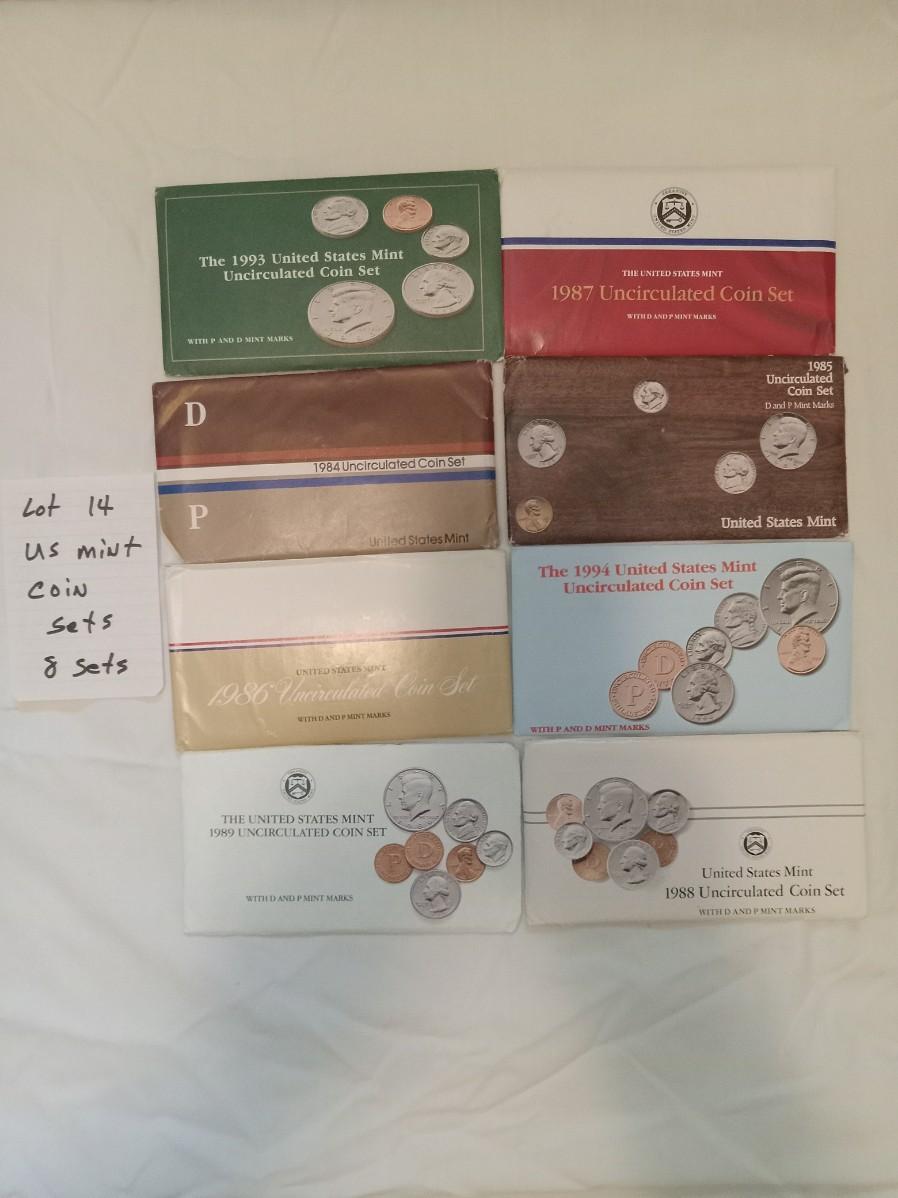 Lot 14
US mint
coin
sets
8 sets
The 1993 United States Mint
Uncirculated Coin Set
WITH P AND D MINT MARKS
THE UNITED STATES MINT
1987 Uncirculated Coin Set
WITH D AND P MINT MARKS
D
1984 Uncirculated Coin Set
P
United States Mint
1985
Uncirculated
Coin Set
D and P Mint Marks
United States Mint
UNITED STATES MINT
1986 Uncirculated Coin Set
WITH D AND P MINT MARKS
The 1994 United States Mint
Uncirculated Coin Set
D
P
WITH P AND D MINT MARKS
THE UNITED STATES MINT
1989 UNCIRCULATED COIN SET
P D
WITH D AND P MINT MARKS
United States Mint
1988 Uncirculated Coin Set
WITH D AND P MINT MARKS